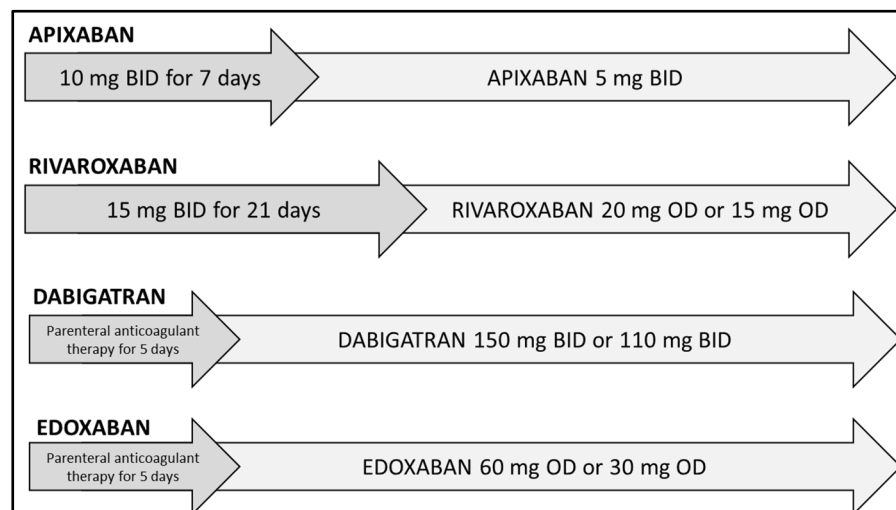 APIXABAN
10 mg BID for 7 days
APIXABAN 5 mg BID
RIVAROXABAN
15 mg BID for 21 days
RIVAROXABAN 20 mg OD or 15 mg OD
DABIGATRAN
Parenteral anticoagulant
therapy for 5 days
DABIGATRAN 150 mg BID or 110 mg BID
EDOXABAN
Parenteral anticoagulant
therapy for 5 days
EDOXABAN 60 mg OD or 30 mg OD